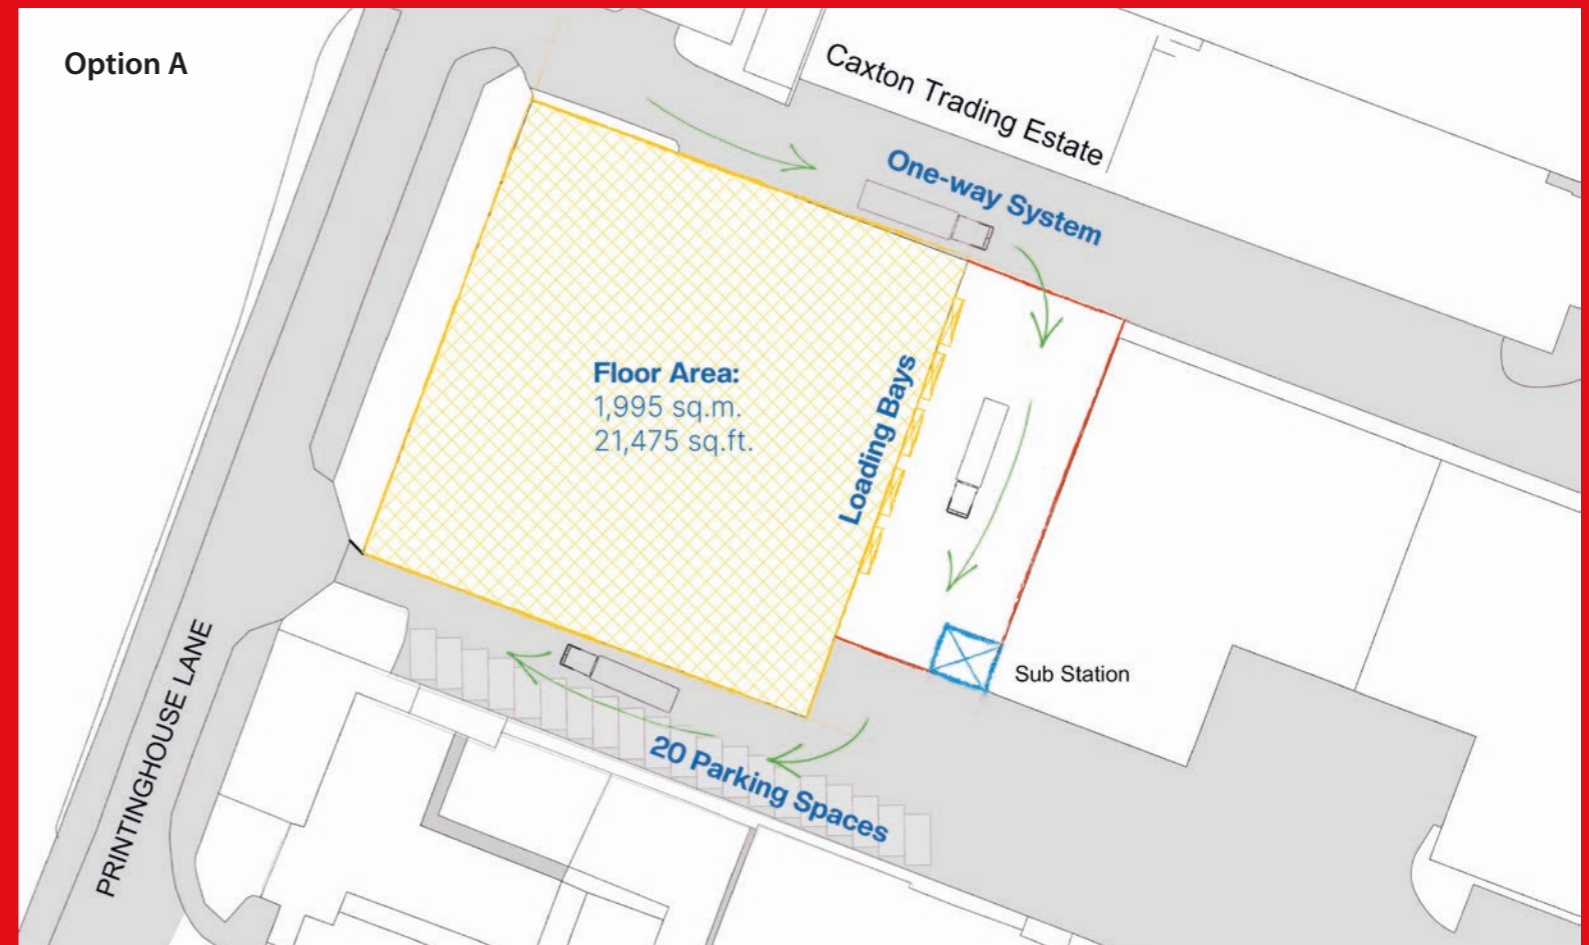 Option A
Caxton Trading Estate
One-way System
Floor Area:
1,995 sq.m.
21,475 sq.ft.
Loading Bays
Sub Station
20 Parking Spaces
PRINTINGHOUSE LANE